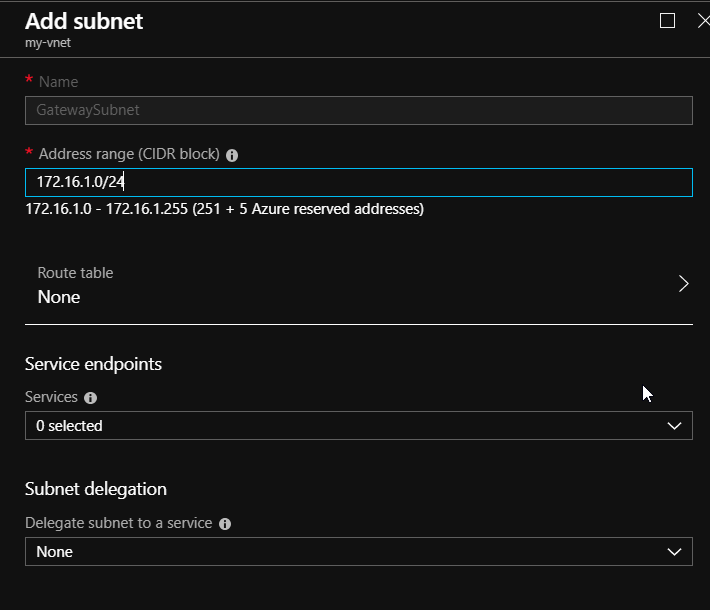 Add subnet
my-vnet
* Name
GatewaySubnet
* Address range (CIDR block)
172.16.1.0/24
172.16.1.0 - 172.16.1.255 (251 + 5 Azure reserved addresses)
Route table
None
Service endpoints
Services
0 selected
Subnet delegation
Delegate subnet to a service
None